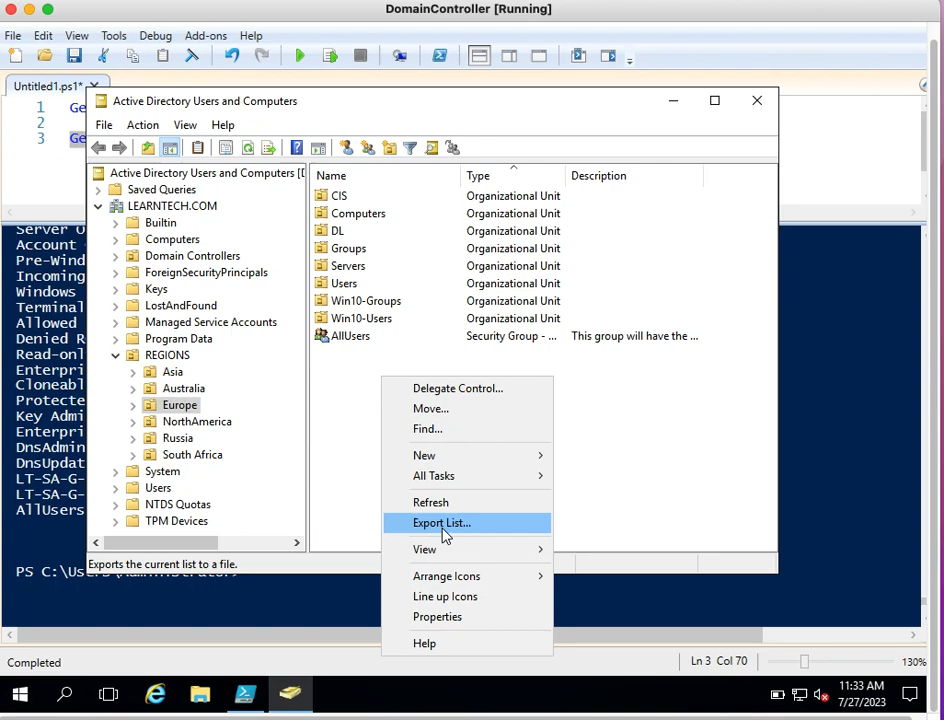 DomainController [Running]
File Edit View Tools Debug Add-ons Help
Untitled1.ps1*
1 Ge
2
3 Ge
Active Directory Users and Computers
File Action View Help
Active Directory Users and Computers [D
Saved Queries
LEARNTECH.COM
Builtin
Computers
Domain Controllers
ForeignSecurityPrincipals
Keys
LostAndFound
Managed Service Accounts
Program Data
REGIONS
Asia
Australia
Europe
NorthAmerica
Russia
South Africa
System
Users
NTDS Quotas
TPM Devices
Name Type Description
CIS Organizational Unit
Computers Organizational Unit
DL Organizational Unit
Groups Organizational Unit
Servers Organizational Unit
Users Organizational Unit
Win10-Groups Organizational Unit
Win10-Users Organizational Unit
AllUsers Security Group - ... This group will have the ...
Delegate Control...
Move...
Find...
New
All Tasks
Refresh
Export List...
View
Arrange Icons
Line up Icons
Properties
Help
Exports the current list to a file.
Server O
Account
Pre-Wind
Incoming
Windows
Terminal
Allowed
Denied R
Read-onl
Enterpri
Cloneabl
Protecte
Key Admi
Enterpri
DnsAdmin
DnsUpdat
LT-SA-G-
LT-SA-G-
AllUsers
PS C:\Users\Administrator>
Completed Ln 3 Col 70 130%
11:33 AM
7/27/2023